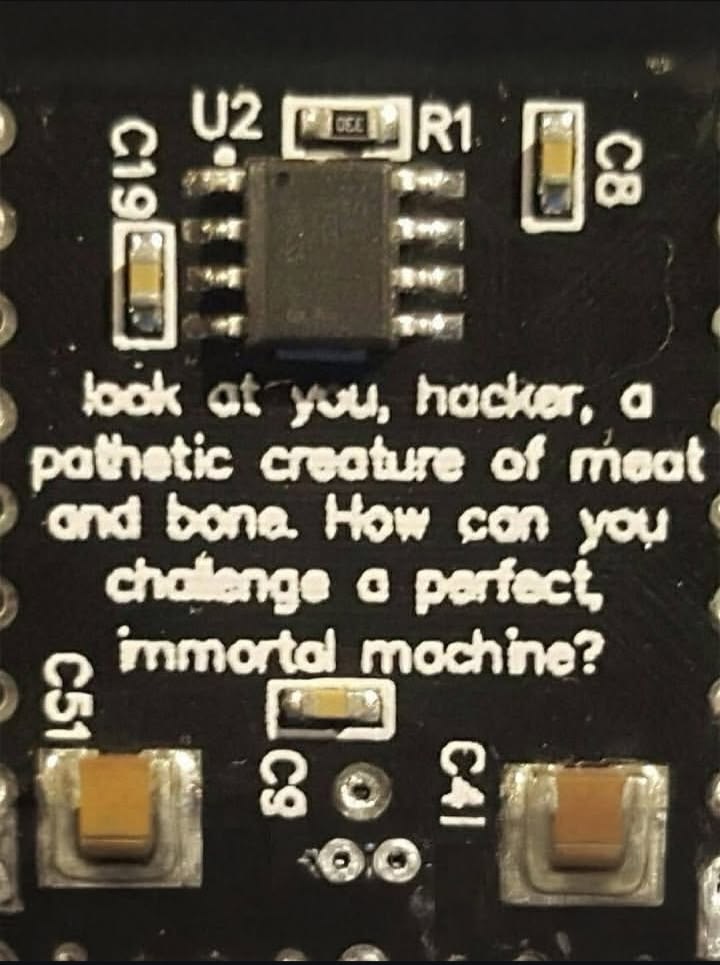 U2
R1
C19
C8
330
look at you, hacker, a
pathetic creature of meat
and bone. How can you
challenge a perfect,
immortal machine?
C51
C9
C41